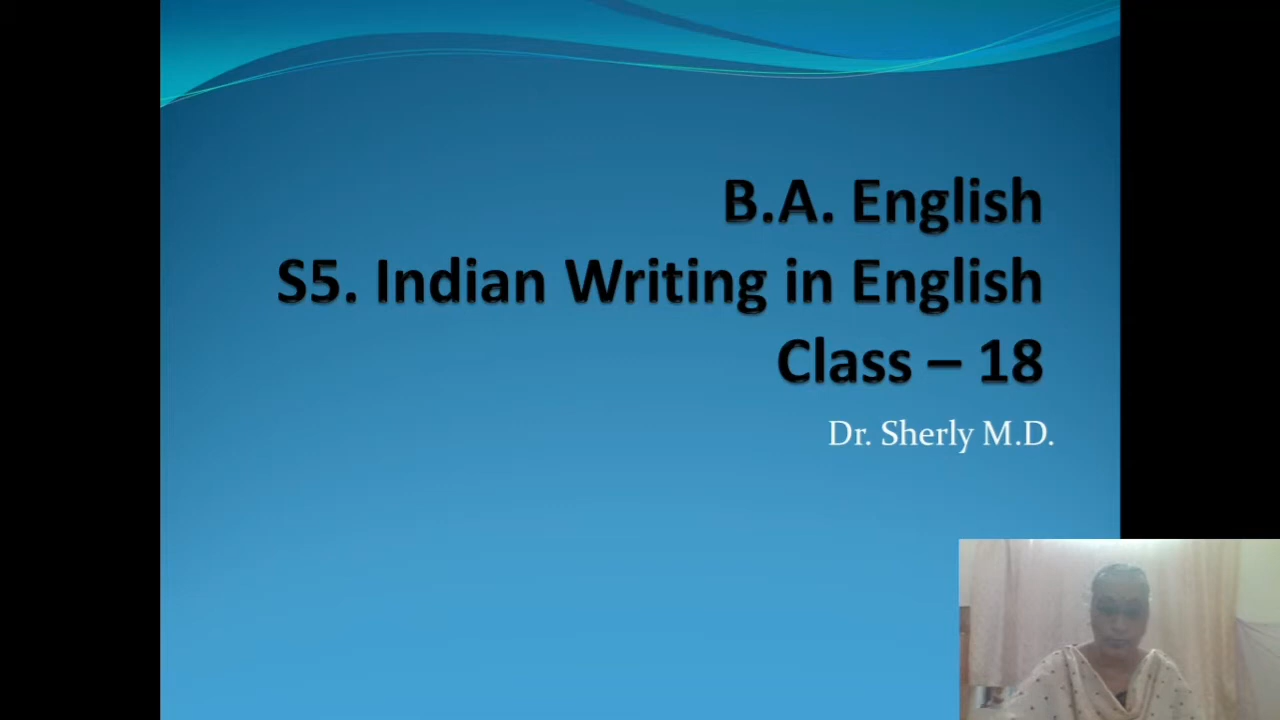 B.A. English
S5. Indian Writing in English
Class – 18
Dr. Sherly M.D.